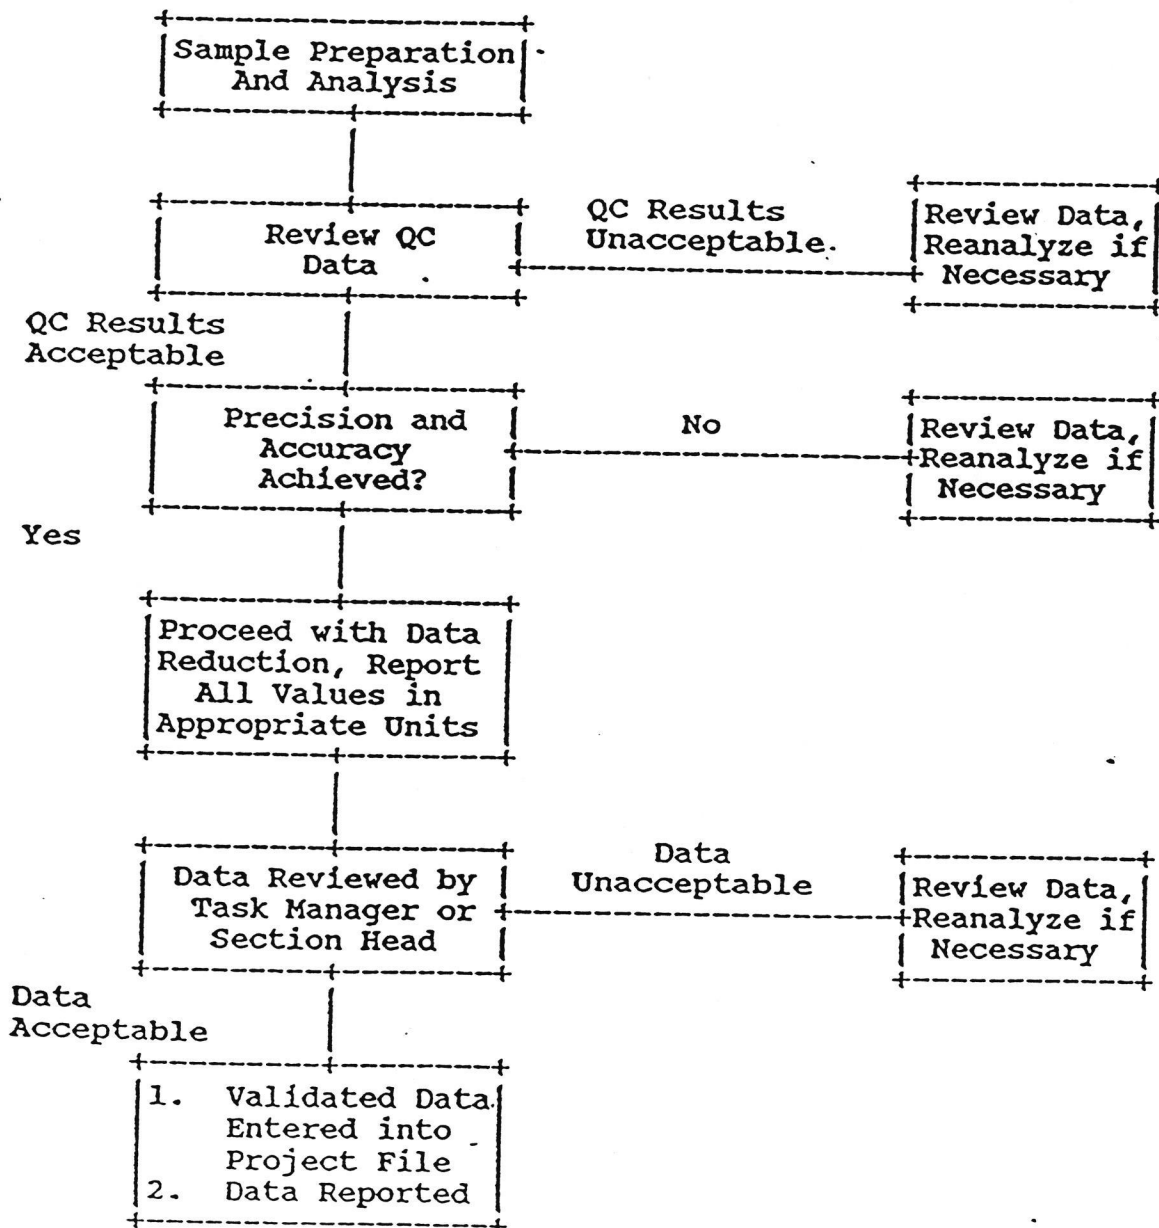 Sample Preparation
And Analysis
Review QC
Data
QC Results
Unacceptable.
Review Data,
Reanalyze if
Necessary
QC Results
Acceptable
Precision and
Accuracy
Achieved?
No
Review Data,
Reanalyze if
Necessary
Yes
Proceed with Data
Reduction, Report
All Values in
Appropriate Units
Data Reviewed by
Task Manager or
Section Head
Data
Unacceptable
Review Data,
Reanalyze if
Necessary
Data
Acceptable
1. Validated Data
Entered into
Project File
2. Data Reported